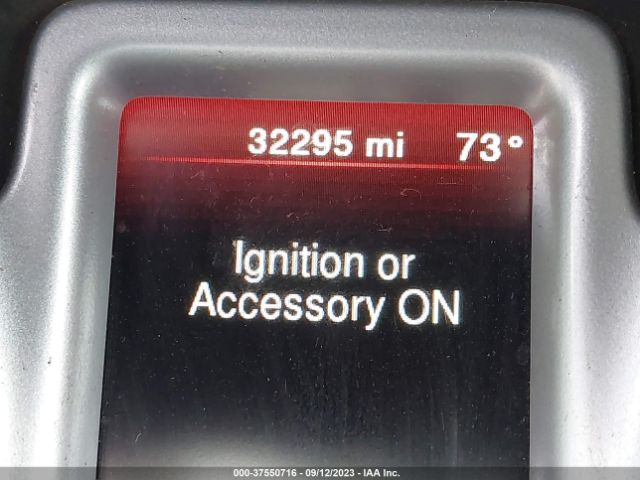 32295 mi 73°
Ignition or
Accessory ON
000-37550716 - 09/12/2023 - IAA Inc.